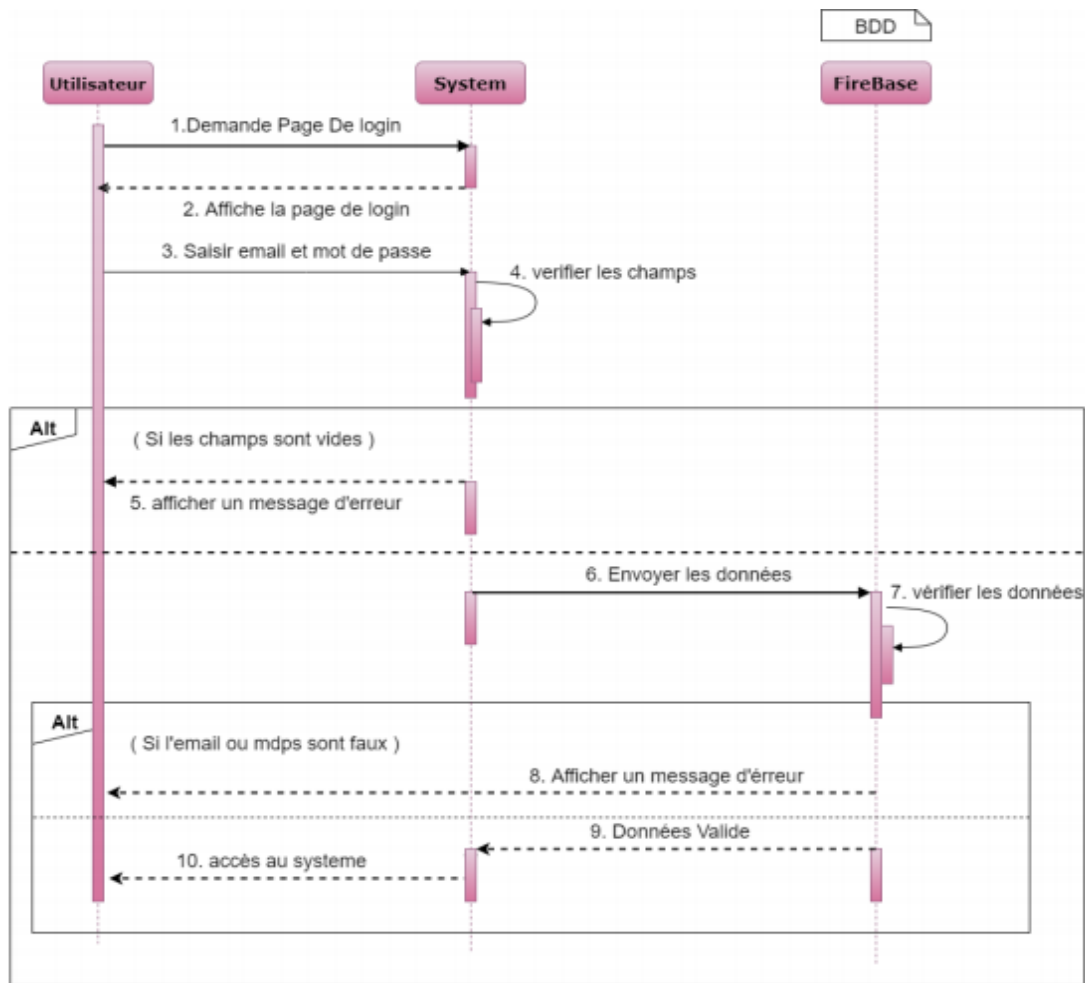 BDD
Utilisateur
System
FireBase
1.Demande Page De login
2. Affiche la page de login
3. Saisir email et mot de passe
4. verifier les champs
Alt
( Si les champs sont vides )
5. afficher un message d'erreur
6. Envoyer les données
7. vérifier les données
Alt
( Si l'email ou mdps sont faux )
8. Afficher un message d'érreur
9. Données Valide
10. accès au systeme